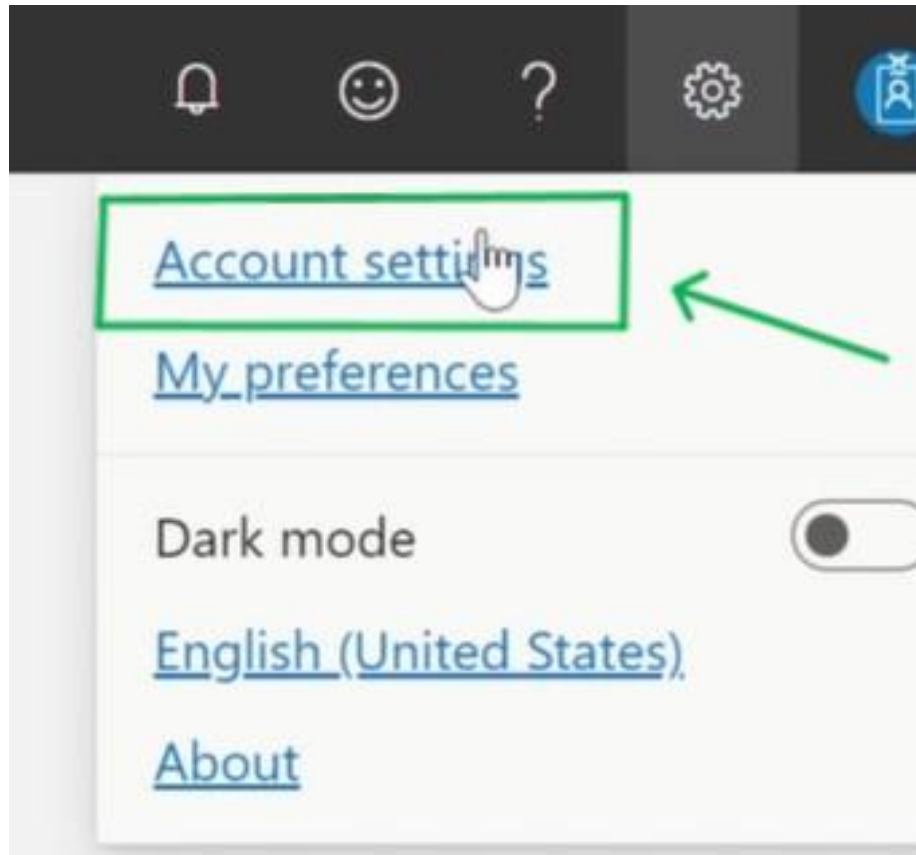 ?
Account settings
My preferences
Dark mode
English (United States)
About